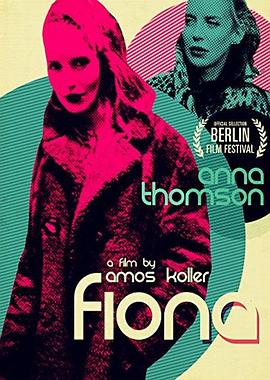 OFFICIAL SELECTION
BERLIN
FILM FESTIVAL
anna
thomson
a film by
amos koller
fiona